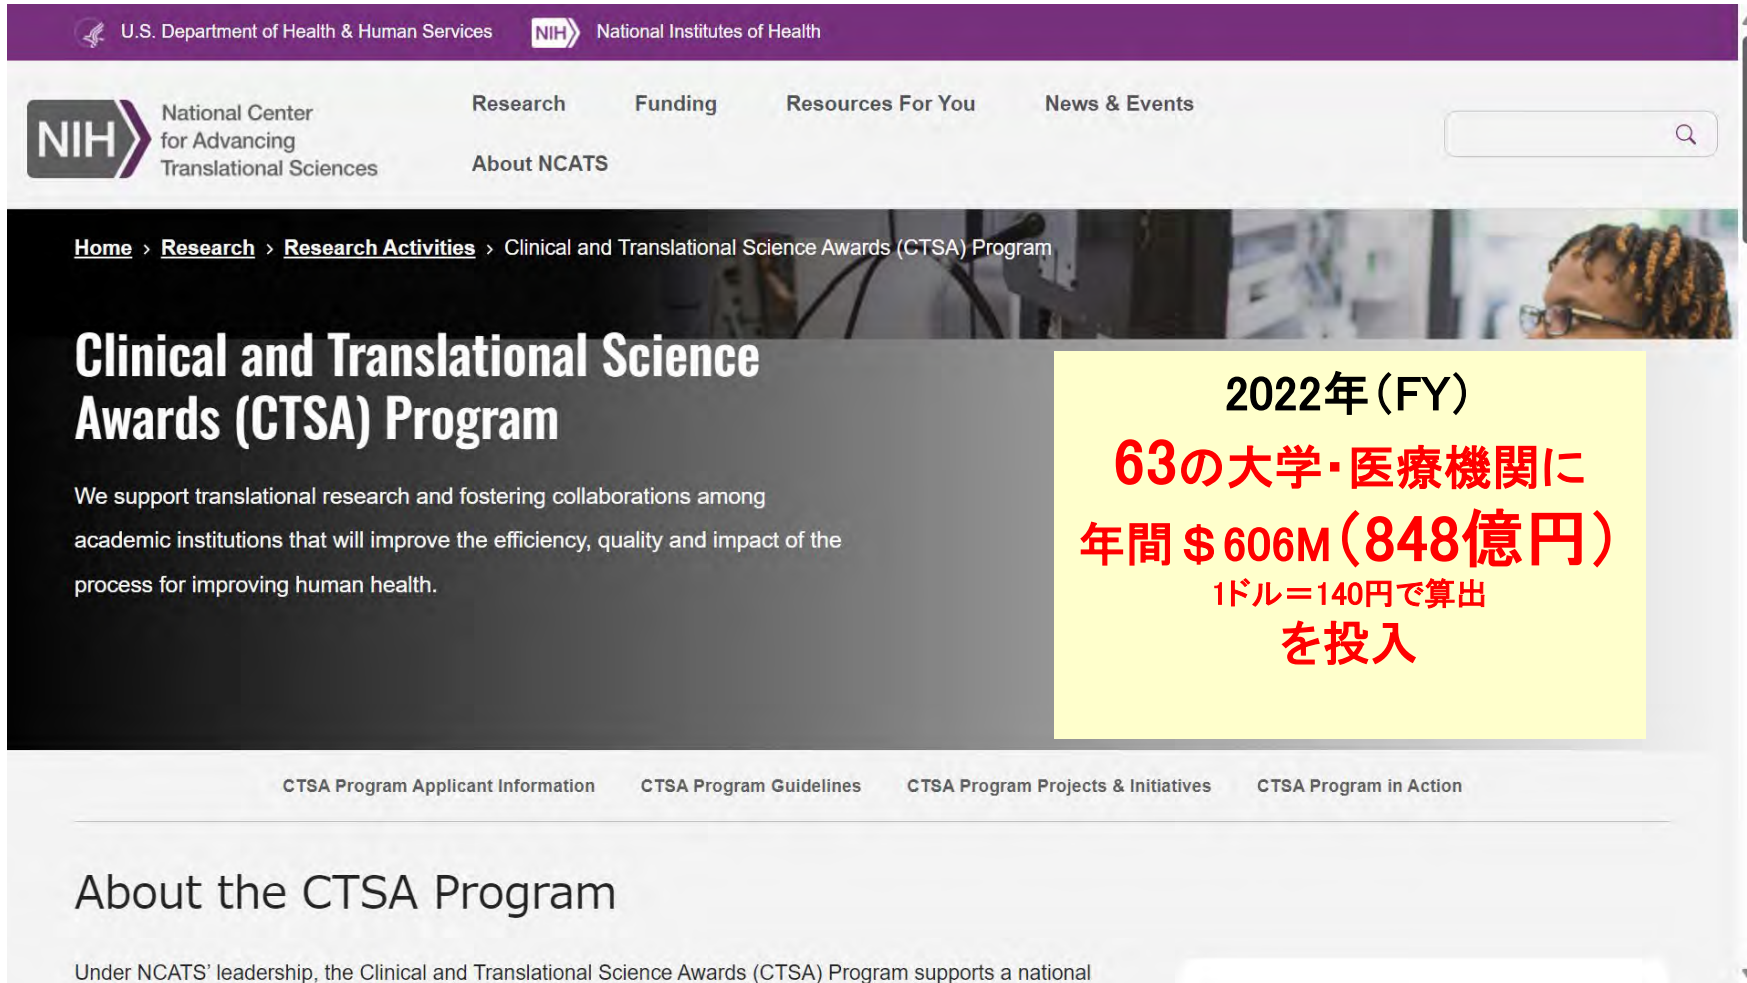 U.S. Department of Health & Human Services
NIH
National Institutes of Health
NIH
National Center
for Advancing
Translational Sciences
Research
Funding
Resources For You
News & Events
About NCATS
Home › Research › Research Activities › Clinical and Translational Science Awards (CTSA) Program
Clinical and Translational Science
Awards (CTSA) Program
We support translational research and fostering collaborations among
academic institutions that will improve the efficiency, quality and impact of the
process for improving human health.
2022年（FY）
63の大学・医療機関に
年間＄606M（848億円）
1ドル＝140円で算出
を投入
CTSA Program Applicant Information
CTSA Program Guidelines
CTSA Program Projects & Initiatives
CTSA Program in Action
About the CTSA Program
Under NCATS’ leadership, the Clinical and Translational Science Awards (CTSA) Program supports a national